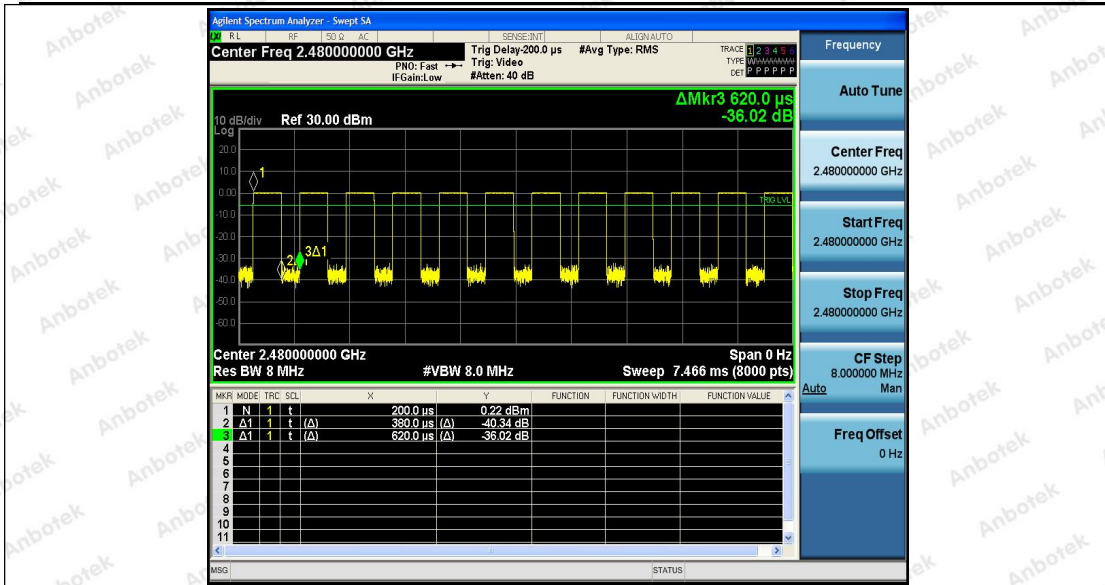 Agilent Spectrum Analyzer - Swept SA
RL RF 50 Ω AC SENSE:INT ALIGNAUTO
Center Freq 2.480000000 GHz
PNO: Fast
IFGain:Low
Trig Delay-200.0 µs
Trig: Video
#Atten: 40 dB
#Avg Type: RMS
TRACE 1 2 3 4 5 6
TYPE
DET P P P P P P
ΔMkr3 620.0 µs
-36.02 dB
10 dB/div Ref 30.00 dBm
Log
20.0
10.0
0.00
-10.0
-20.0
-30.0
-40.0
-50.0
-60.0
1
3Δ1
TRIG LVL
Center 2.480000000 GHz Span 0 Hz
Res BW 8 MHz #VBW 8.0 MHz Sweep 7.466 ms (8000 pts)
MKR MODE TRC SCL X Y FUNCTION FUNCTION WIDTH FUNCTION VALUE
1 N 1 t 200.0 µs 0.22 dBm
2 Δ1 1 t (Δ) 380.0 µs (Δ) -40.34 dB
3 Δ1 1 t (Δ) 620.0 µs (Δ) -36.02 dB
4
5
6
7
8
9
10
11
MSG STATUS
Frequency
Auto Tune
Center Freq
2.480000000 GHz
Start Freq
2.480000000 GHz
Stop Freq
2.480000000 GHz
CF Step
8.000000 MHz
Auto Man
Freq Offset
0 Hz
Anbotek